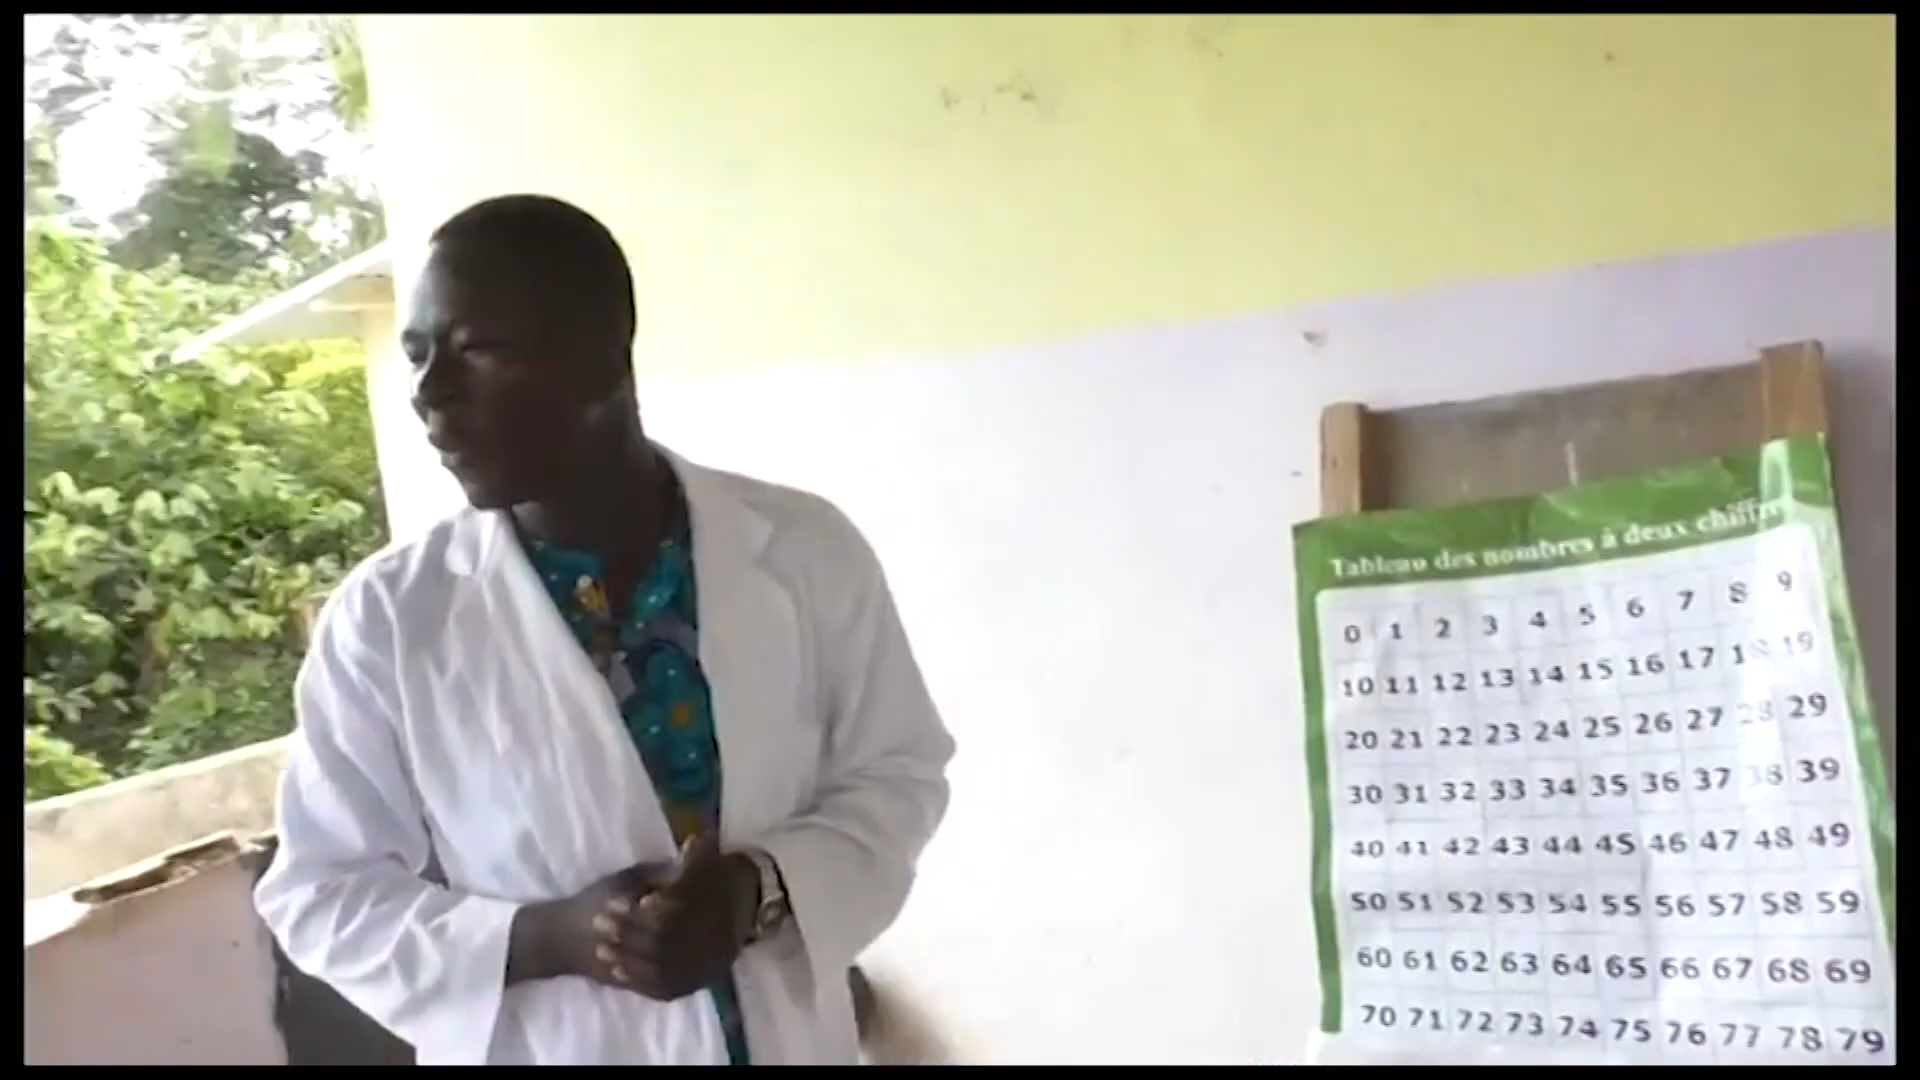 Tableau des nombres à deux chiffres
0 1 2 3 4 5 6 7 8 9
10 11 12 13 14 15 16 17 18 19
20 21 22 23 24 25 26 27 28 29
30 31 32 33 34 35 36 37 38 39
40 41 42 43 44 45 46 47 48 49
50 51 52 53 54 55 56 57 58 59
60 61 62 63 64 65 66 67 68 69
70 71 72 73 74 75 76 77 78 79